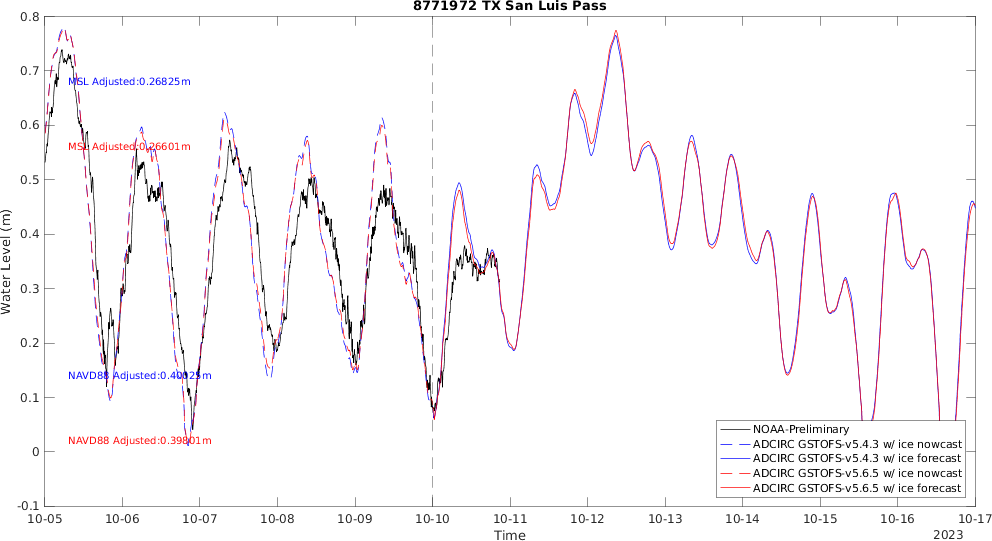 8771972 TX San Luis Pass
0.8
0.7
0.6
0.5
0.4
0.3
0.2
0.1
0
-0.1
Water Level (m)
MSL Adjusted:0.26825m
MSL Adjusted:0.26601m
NAVD88 Adjusted:0.40925m
NAVD88 Adjusted:0.39801m
NOAA-Preliminary
ADCIRC GSTOFS-v5.4.3 w/ ice nowcast
ADCIRC GSTOFS-v5.4.3 w/ ice forecast
ADCIRC GSTOFS-v5.6.5 w/ ice nowcast
ADCIRC GSTOFS-v5.6.5 w/ ice forecast
10-05 10-06 10-07 10-08 10-09 10-10 10-11 10-12 10-13 10-14 10-15 10-16 10-17
Time
2023